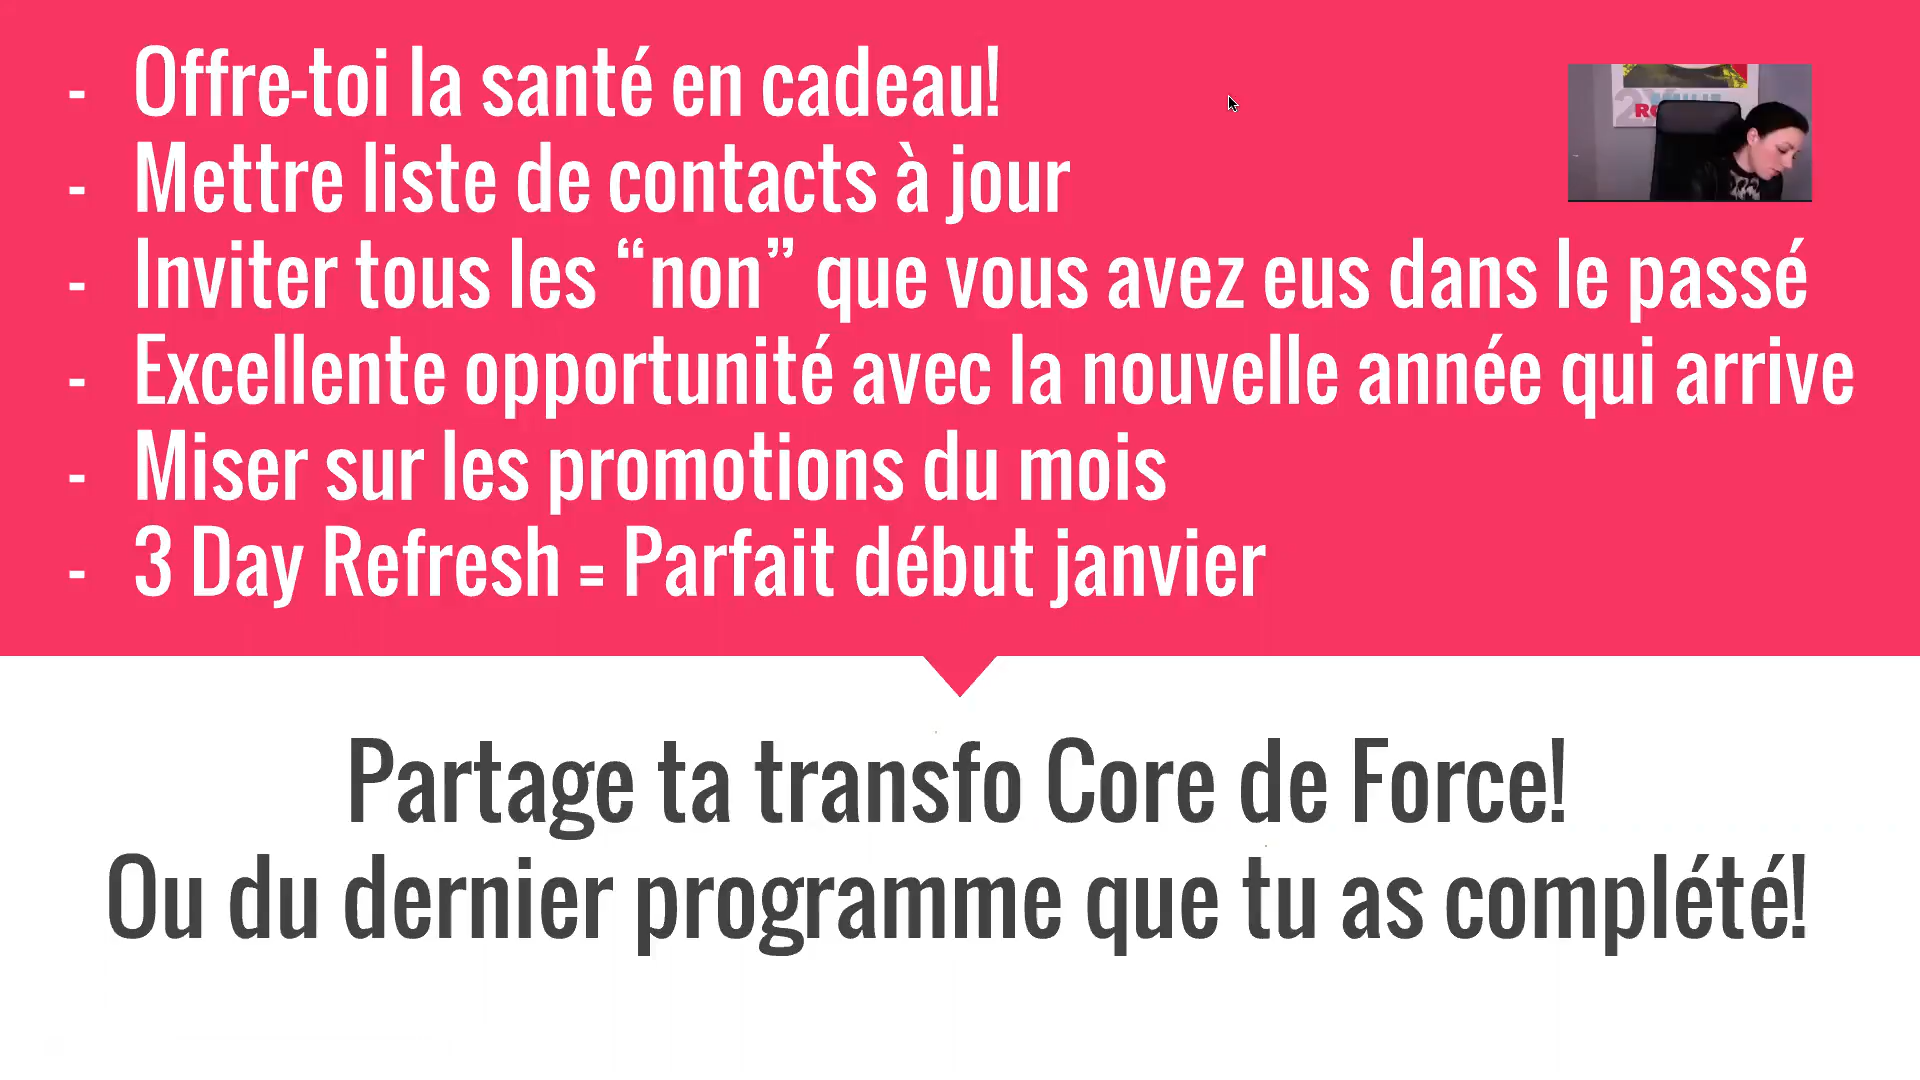 - Offre-toi la santé en cadeau!
- Mettre liste de contacts à jour
- Inviter tous les “non” que vous avez eus dans le passé
- Excellente opportunité avec la nouvelle année qui arrive
- Miser sur les promotions du mois
- 3 Day Refresh = Parfait début janvier
Partage ta transfo Core de Force!
Ou du dernier programme que tu as complété!